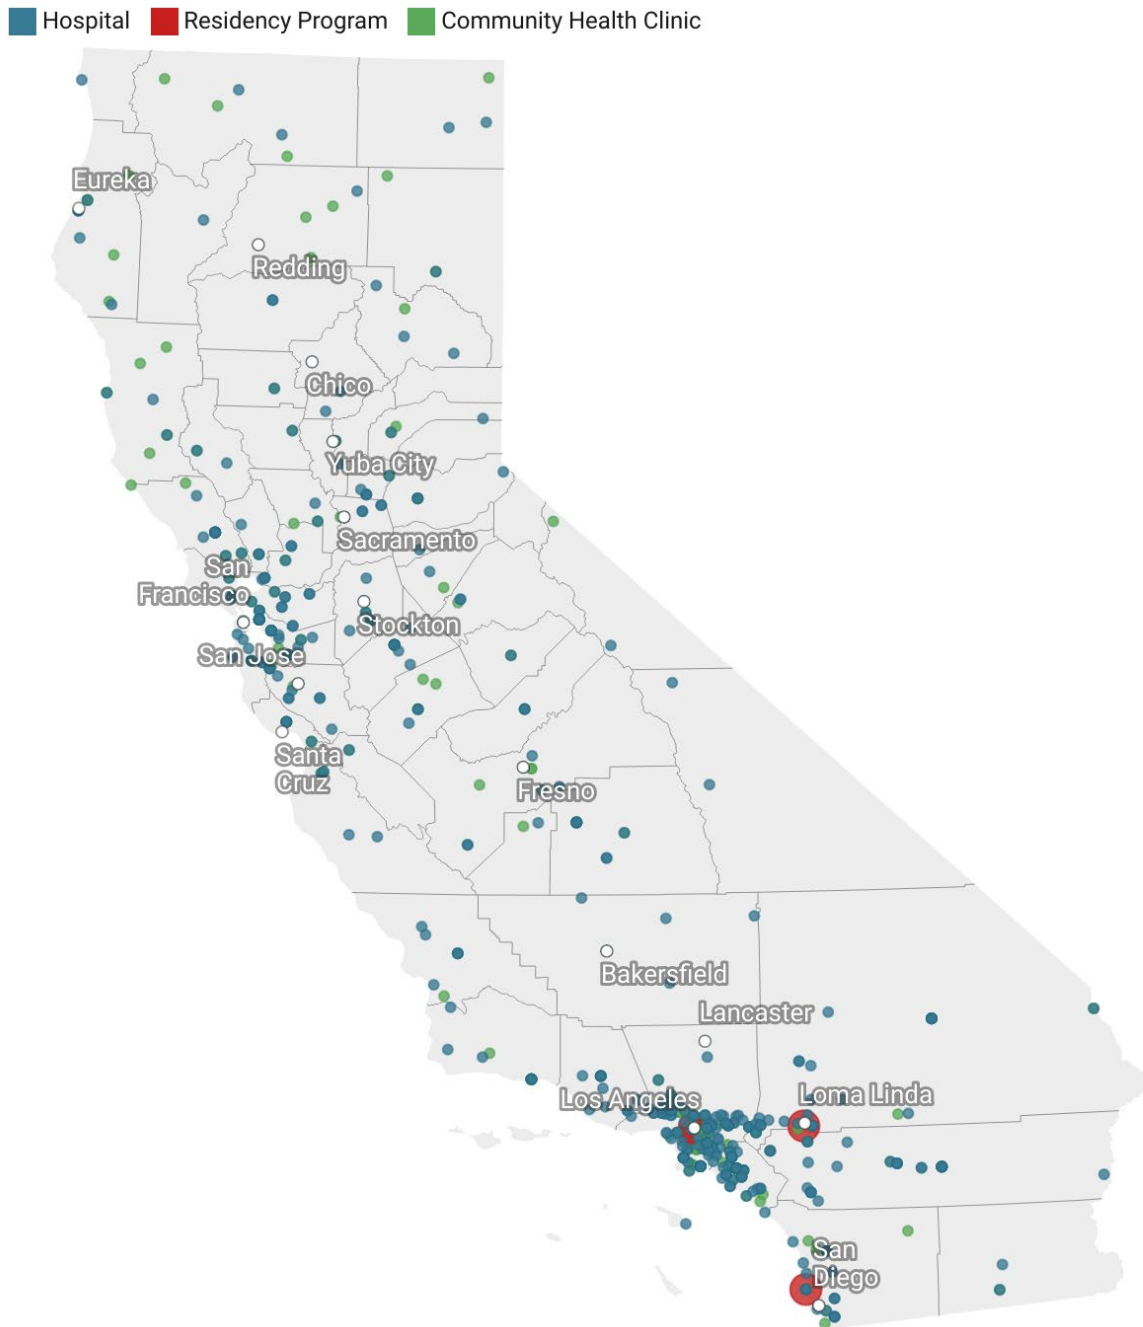 Hospital Residency Program Community Health Clinic
Eureka
Redding
Chico
Yuba City
Sacramento
San
Francisco
Stockton
San Jose
Santa
Cruz
Fresno
Bakersfield
Lancaster
Los Angeles
Loma Linda
San
Diego